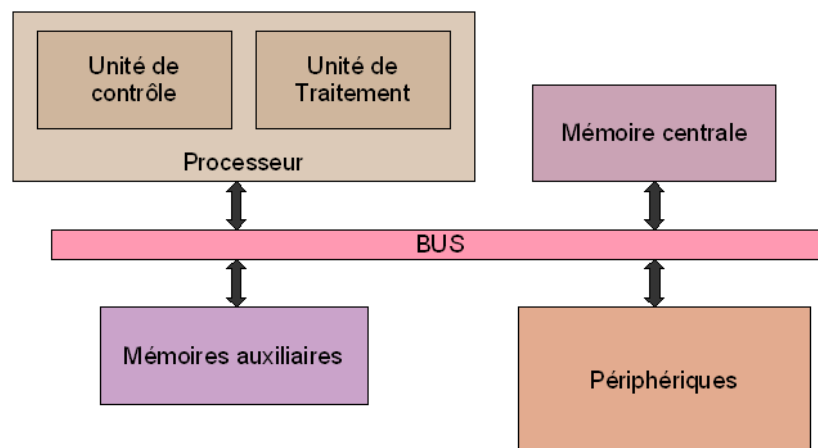 Unité de
contrôle
Unité de
Traitement
Processeur
Mémoire centrale
BUS
Mémoires auxiliaires
Périphériques